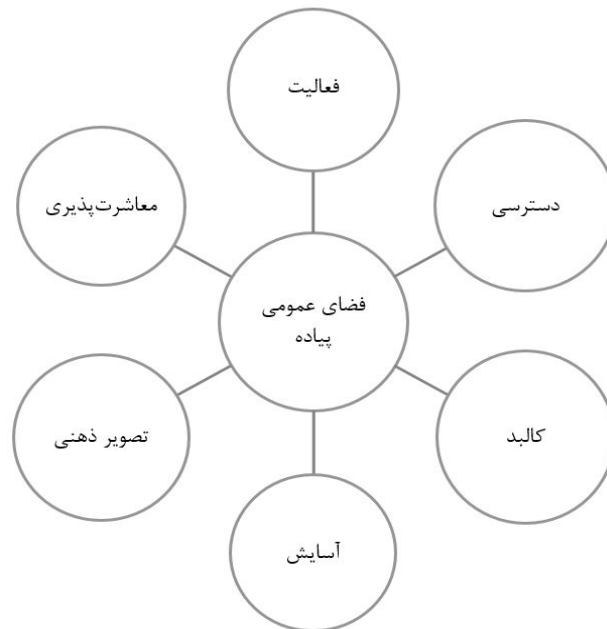 فعالیت
دسترسی
معاشرت‌پذیری
فضای عمومی
پیاده
تصویر ذهنی
کالبد
آسایش